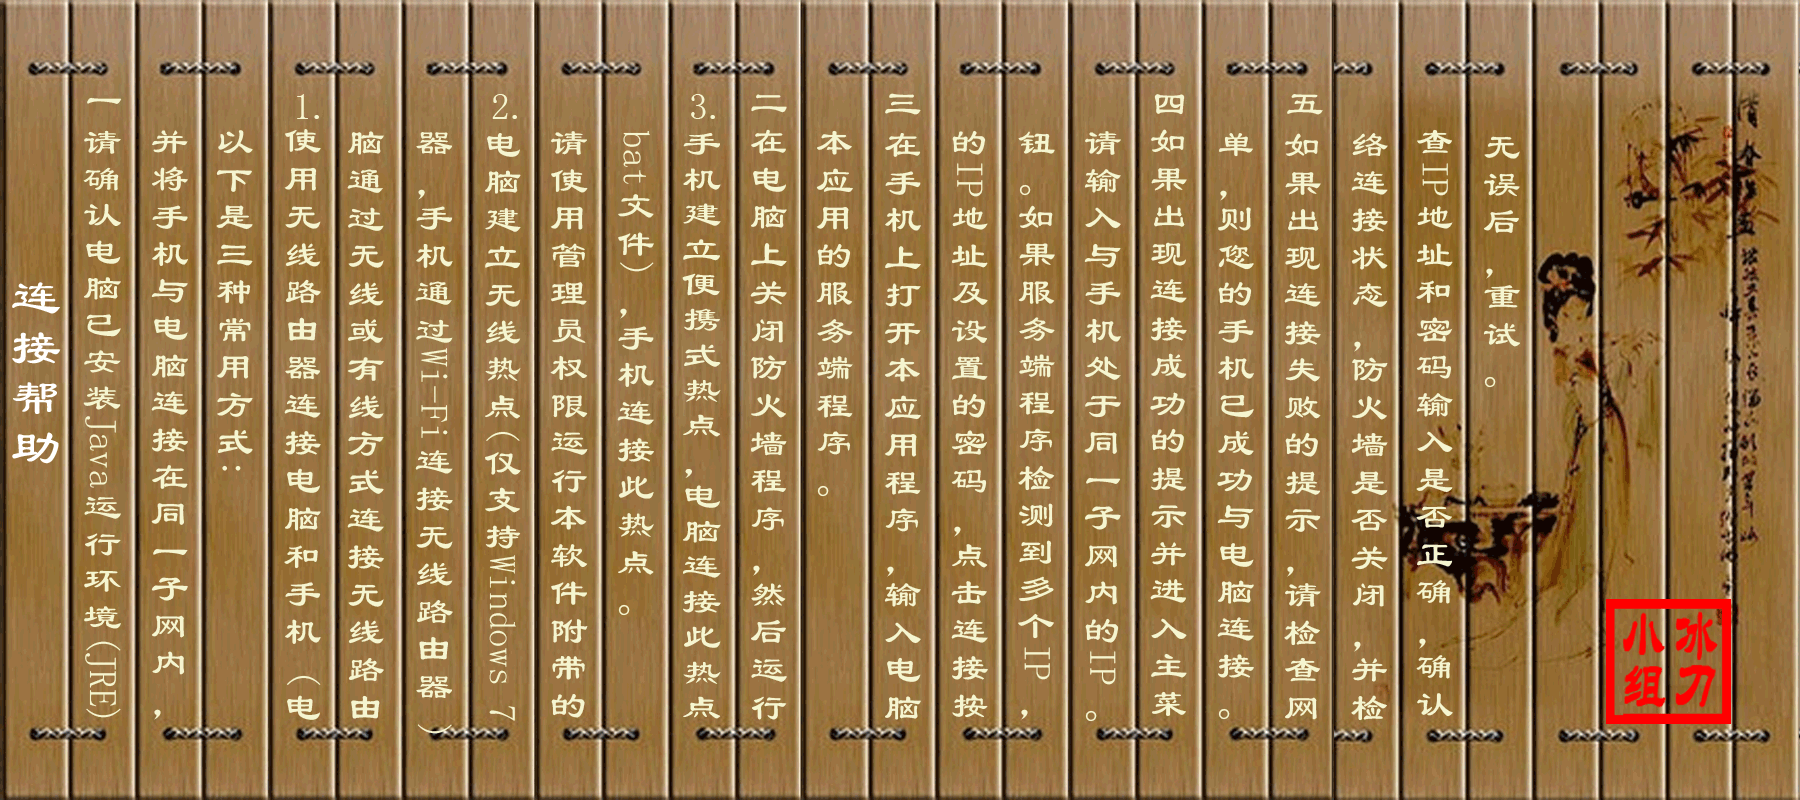 连接帮助
一 请确认电脑已安装Java运行环境(JRE)
并将手机与电脑连接在同一子网内，
以下是三种常用方式：
1.使用无线路由器连接电脑和手机（电
脑通过无线或有线方式连接无线路由
器，手机通过Wi-Fi连接无线路由器）
2.电脑建立无线热点(仅支持Windows 7
请使用管理员权限运行本软件附带的
bat文件)，手机连接此热点。
3.手机建立便携式热点，电脑连接此热点
二 在电脑上关闭防火墙程序，然后运行
本应用的服务端程序。
三 在手机上打开本应用程序，输入电脑
的IP地址及设置的密码，点击连接按
钮。如果服务端程序检测到多个IP，
请输入与手机处于同一子网内的IP。
四 如果出现连接成功的提示并进入主菜
单，则您的手机已成功与电脑连接。
五 如果出现连接失败的提示，请检查网
络连接状态，防火墙是否关闭，并检
查IP地址和密码输入是否正确，确认
无误后，重试。
冰刀
小组